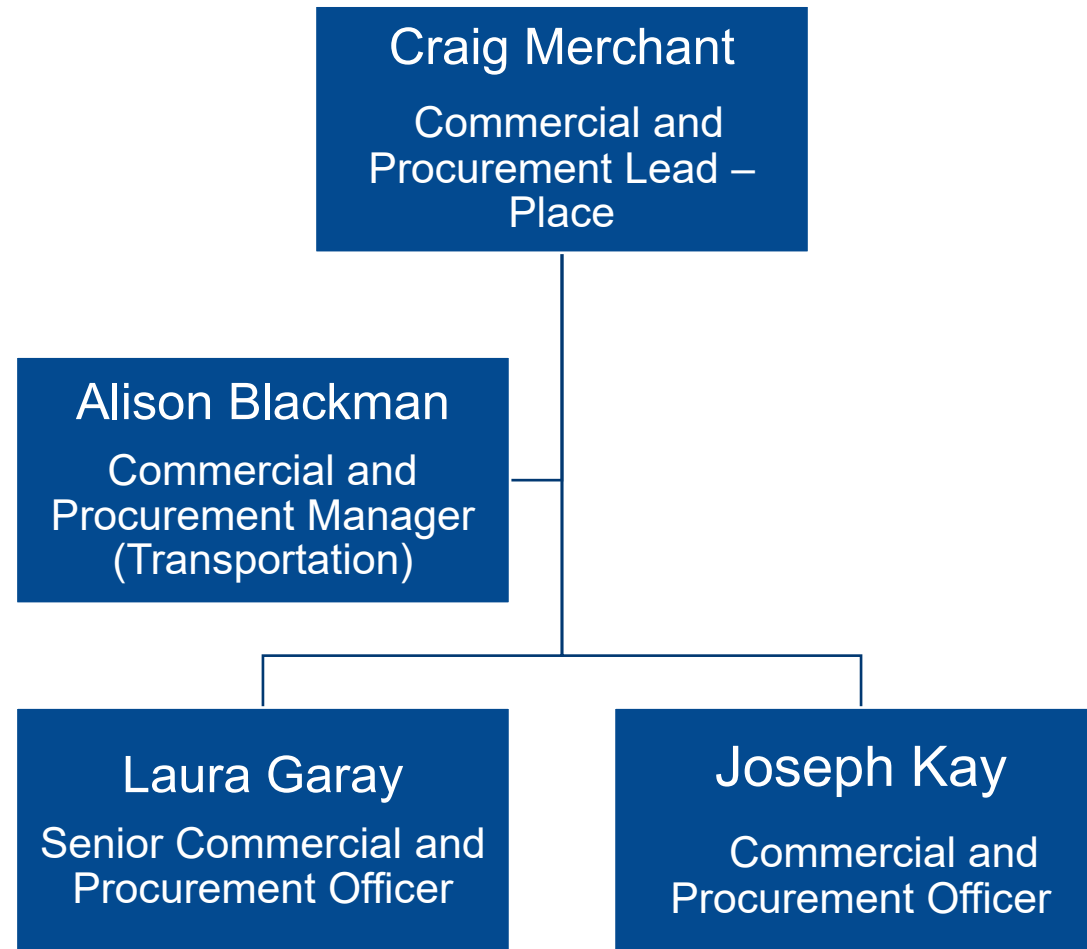 Craig Merchant
Commercial and
Procurement Lead –
Place
Alison Blackman
Commercial and
Procurement Manager
(Transportation)
Laura Garay
Senior Commercial and
Procurement Officer
Joseph Kay
Commercial and
Procurement Officer